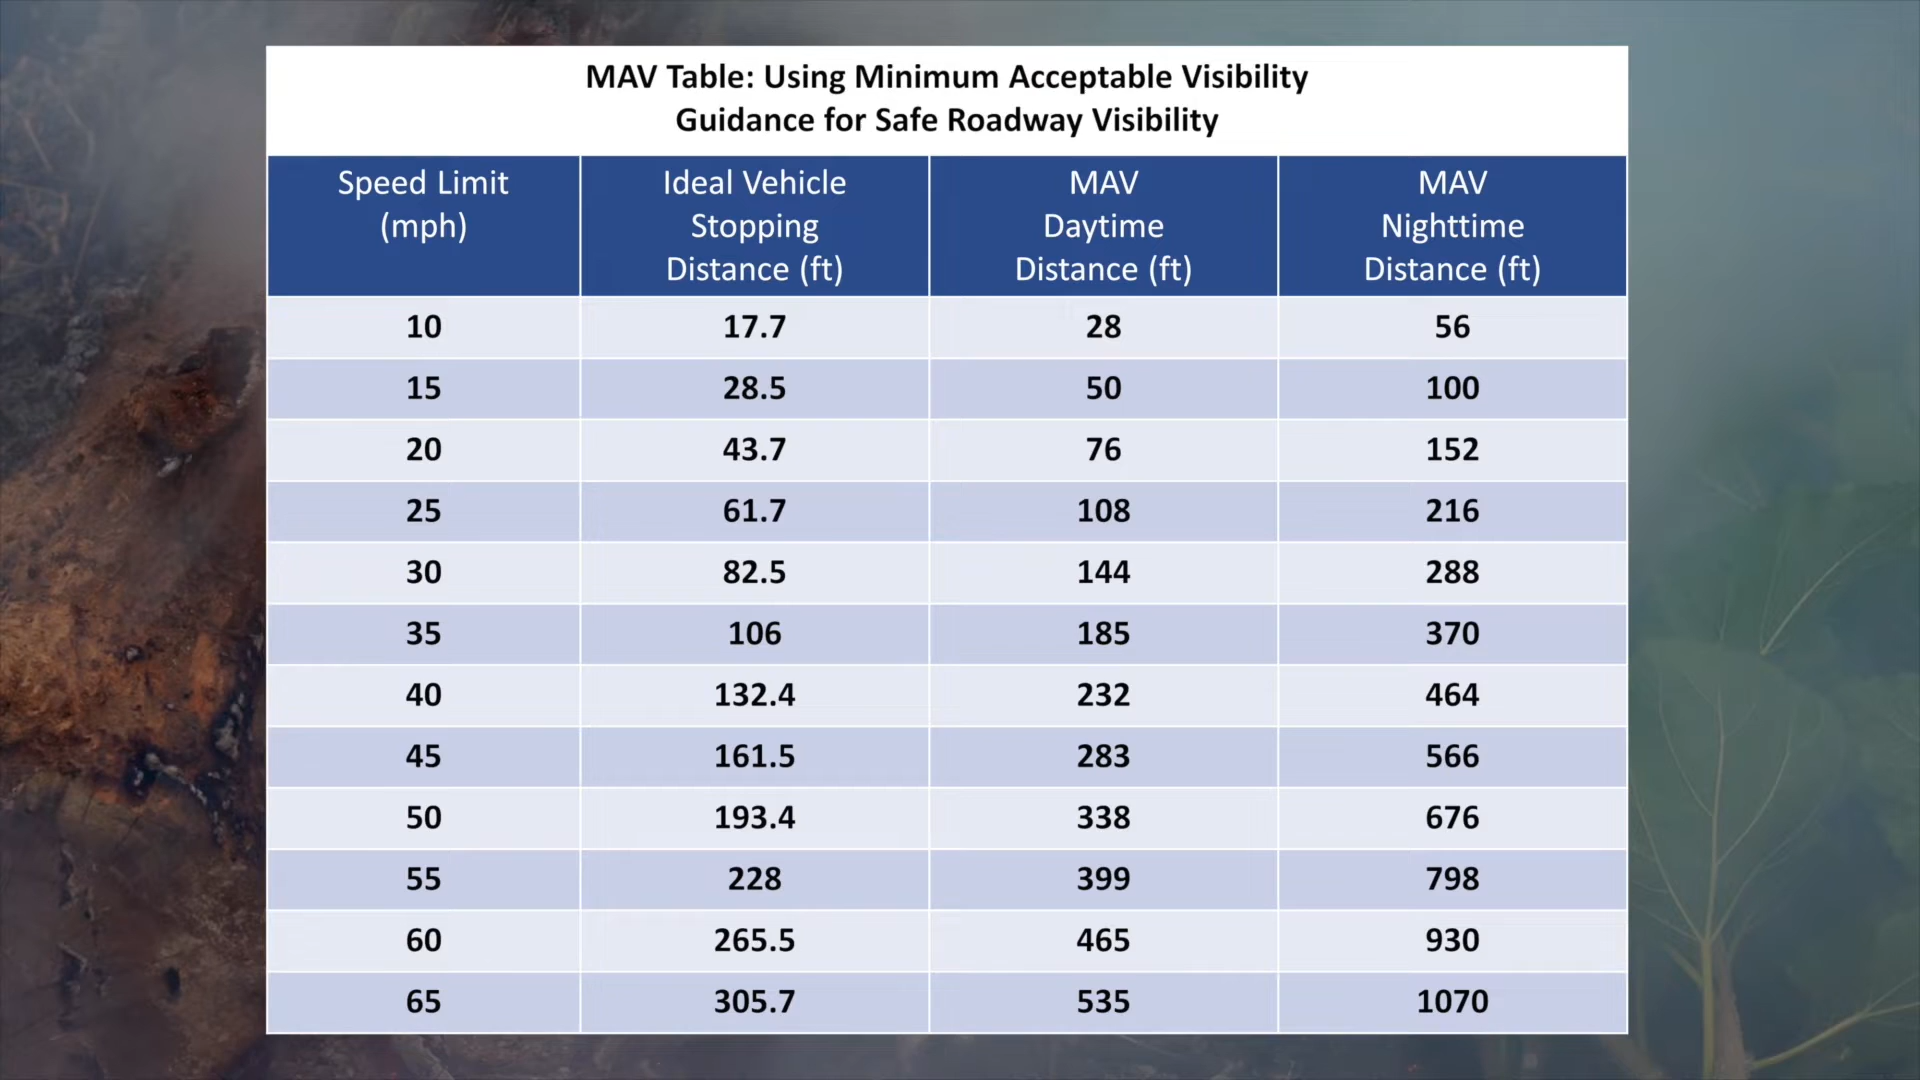 MAV Table: Using Minimum Acceptable Visibility
Guidance for Safe Roadway Visibility
Speed Limit (mph) Ideal Vehicle Stopping Distance (ft) MAV Daytime Distance (ft) MAV Nighttime Distance (ft)
10 17.7 28 56
15 28.5 50 100
20 43.7 76 152
25 61.7 108 216
30 82.5 144 288
35 106 185 370
40 132.4 232 464
45 161.5 283 566
50 193.4 338 676
55 228 399 798
60 265.5 465 930
65 305.7 535 1070